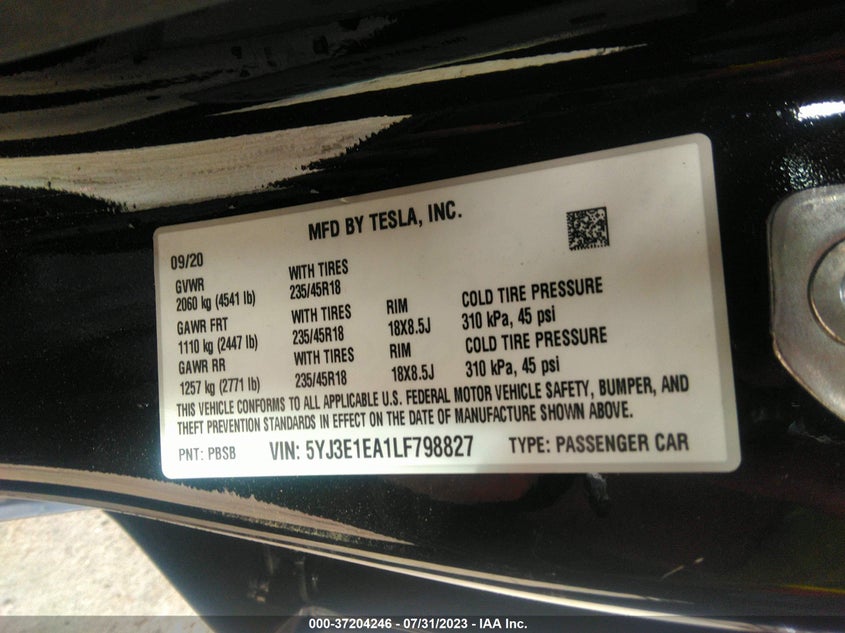 MFD BY TESLA, INC.
09/20
GVWR WITH TIRES
2060 kg (4541 lb) 235/45R18
GAWR FRT WITH TIRES RIM COLD TIRE PRESSURE
1110 kg (2447 lb) 235/45R18 18X8.5J 310 kPa, 45 psi
GAWR RR WITH TIRES RIM COLD TIRE PRESSURE
1257 kg (2771 lb) 235/45R18 18X8.5J 310 kPa, 45 psi
THIS VEHICLE CONFORMS TO ALL APPLICABLE U.S. FEDERAL MOTOR VEHICLE SAFETY, BUMPER, AND
THEFT PREVENTION STANDARDS IN EFFECT ON THE DATE OF MANUFACTURE SHOWN ABOVE.
PNT: PBSB VIN: 5YJ3E1EA1LF798827 TYPE: PASSENGER CAR
000-37204246 - 07/31/2023 - IAA Inc.